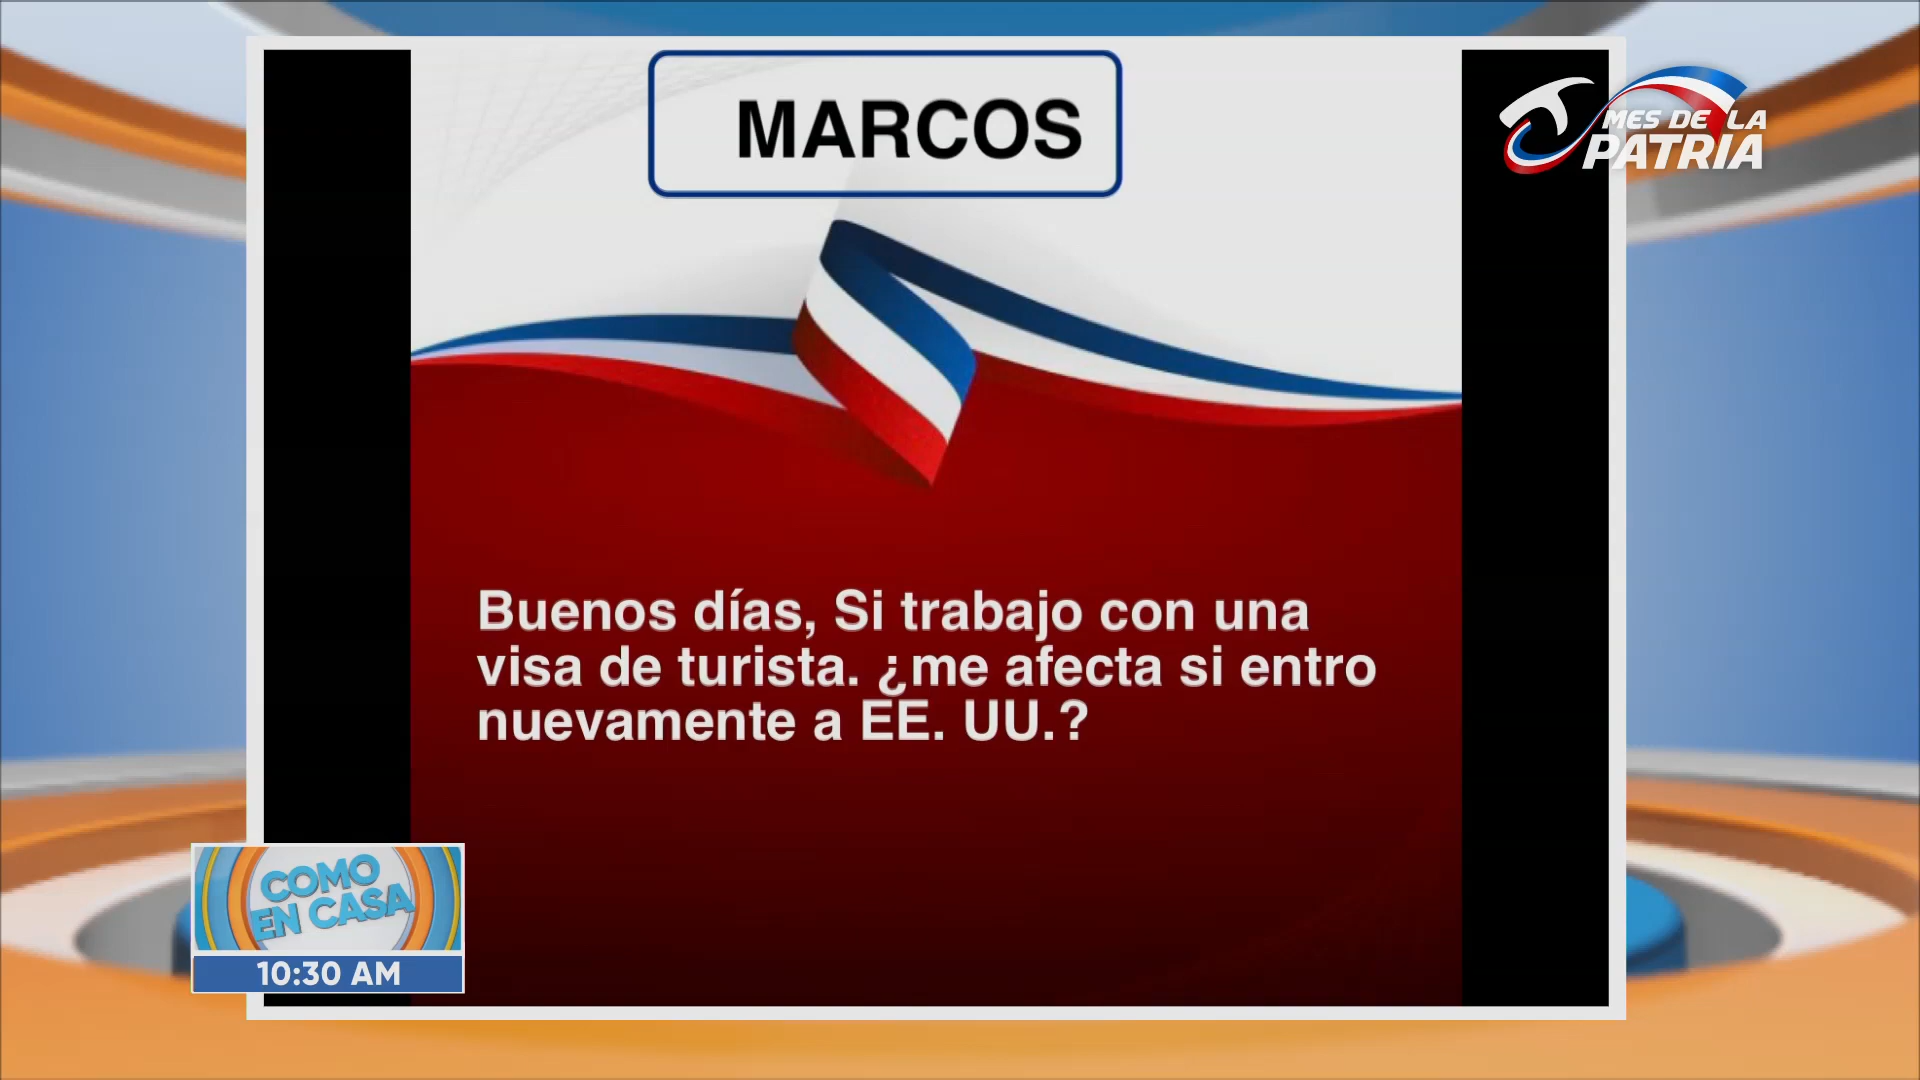 MARCOS
MES DE LA
PATRIA
Buenos días, Si trabajo con una
visa de turista. ¿me afecta si entro
nuevamente a EE. UU.?
COMO
EN CASA
10:30 AM